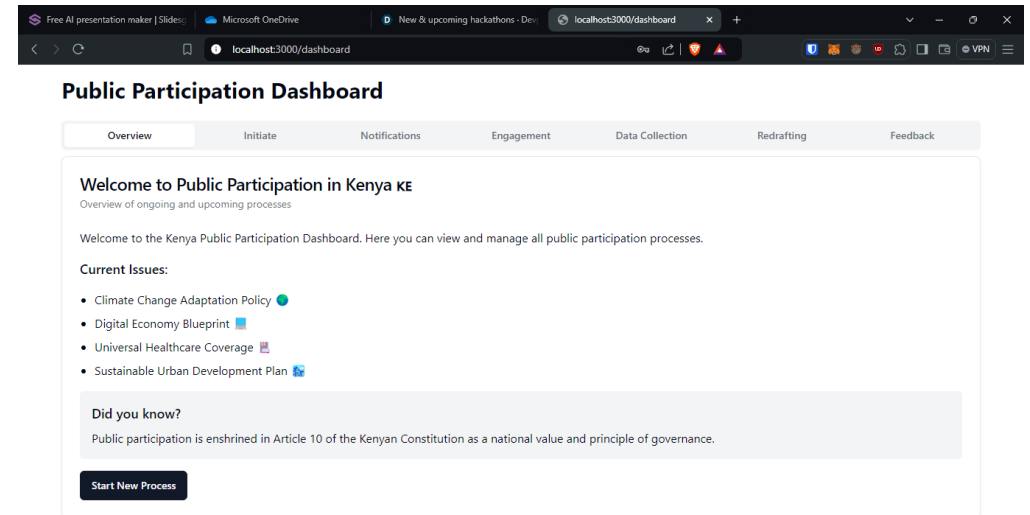 Free AI presentation maker | Slidesg
Microsoft OneDrive
New & upcoming hackathons - Dev
localhost:3000/dashboard
localhost:3000/dashboard
VPN
Public Participation Dashboard
Overview
Initiate
Notifications
Engagement
Data Collection
Redrafting
Feedback
Welcome to Public Participation in Kenya KE
Overview of ongoing and upcoming processes
Welcome to the Kenya Public Participation Dashboard. Here you can view and manage all public participation processes.
Current Issues:
• Climate Change Adaptation Policy 🌍
• Digital Economy Blueprint 💻
• Universal Healthcare Coverage 🏥
• Sustainable Urban Development Plan 🏙️
Did you know?
Public participation is enshrined in Article 10 of the Kenyan Constitution as a national value and principle of governance.
Start New Process